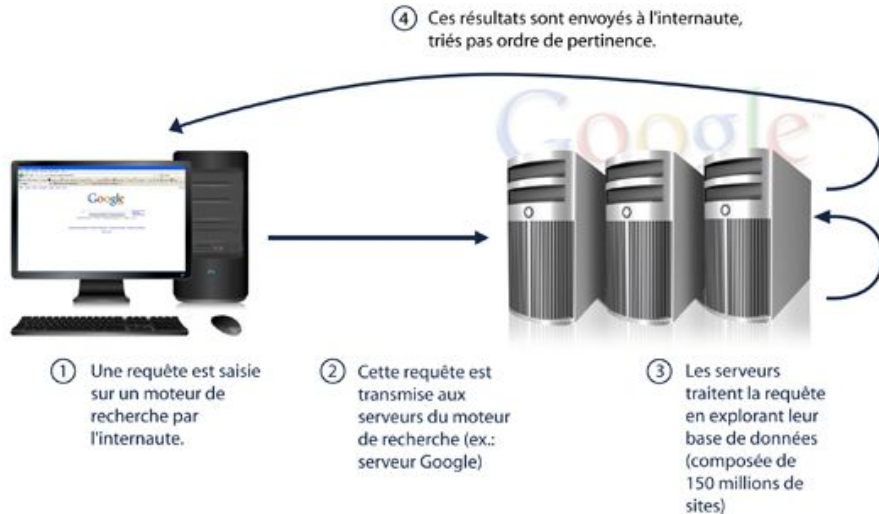 ④ Ces résultats sont envoyés à l'internaute,
triés pas ordre de pertinence.
Google
Google
① Une requête est saisie
sur un moteur de
recherche par
l'internaute.
② Cette requête est
transmise aux
serveurs du moteur
de recherche (ex.:
serveur Google)
③ Les serveurs
traitent la requête
en explorant leur
base de données
(composée de
150 millions de
sites)